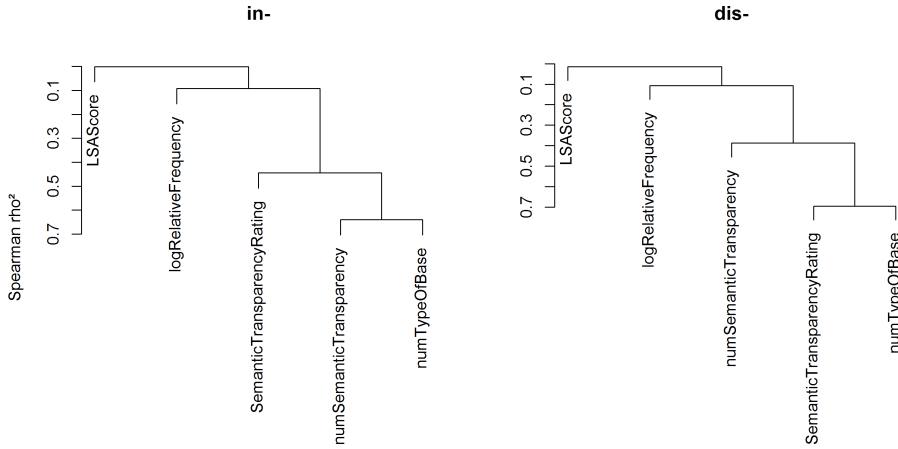 in-
Spearman rho²
0.1
0.3
0.5
0.7
LSAScore
logRelativeFrequency
SemanticTransparencyRating
numSemanticTransparency
numTypeOfBase
dis-
0.1
0.3
0.5
0.7
LSAScore
logRelativeFrequency
numSemanticTransparency
SemanticTransparencyRating
numTypeOfBase